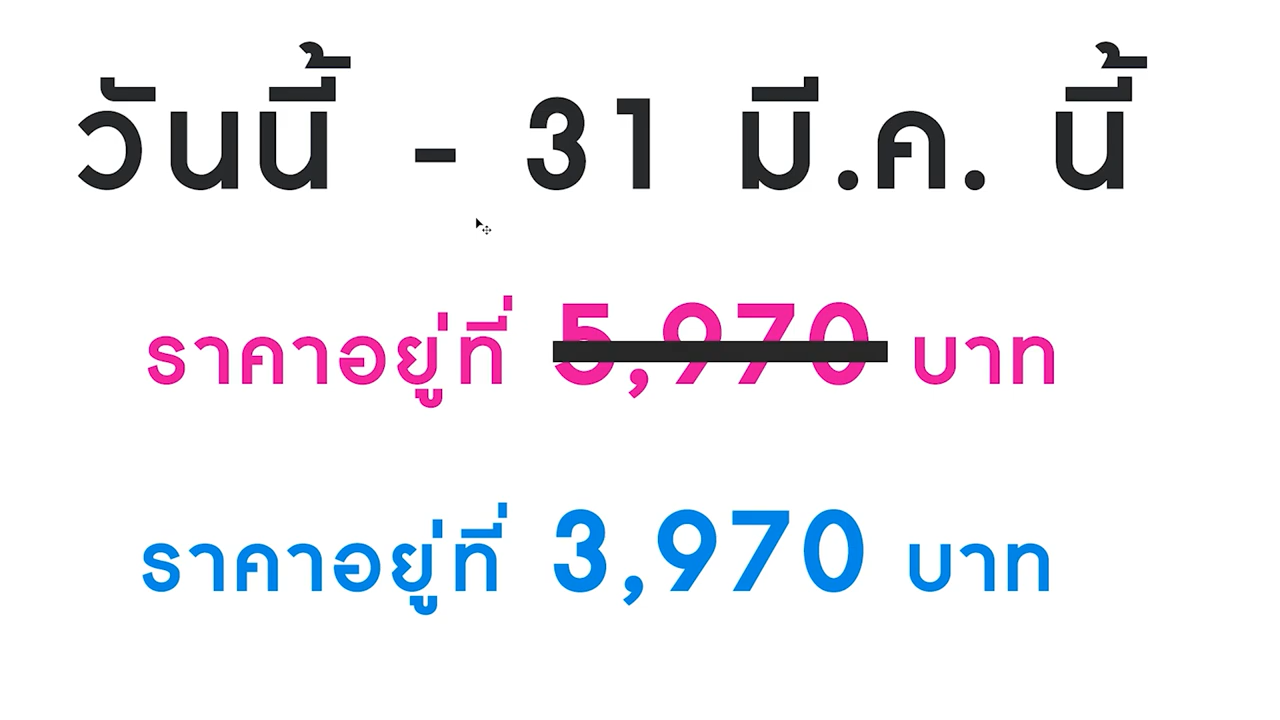 วันนี้ - 31 มี.ค. นี้
ราคาอยู่ที่ 5,970 บาท
ราคาอยู่ที่ 3,970 บาท